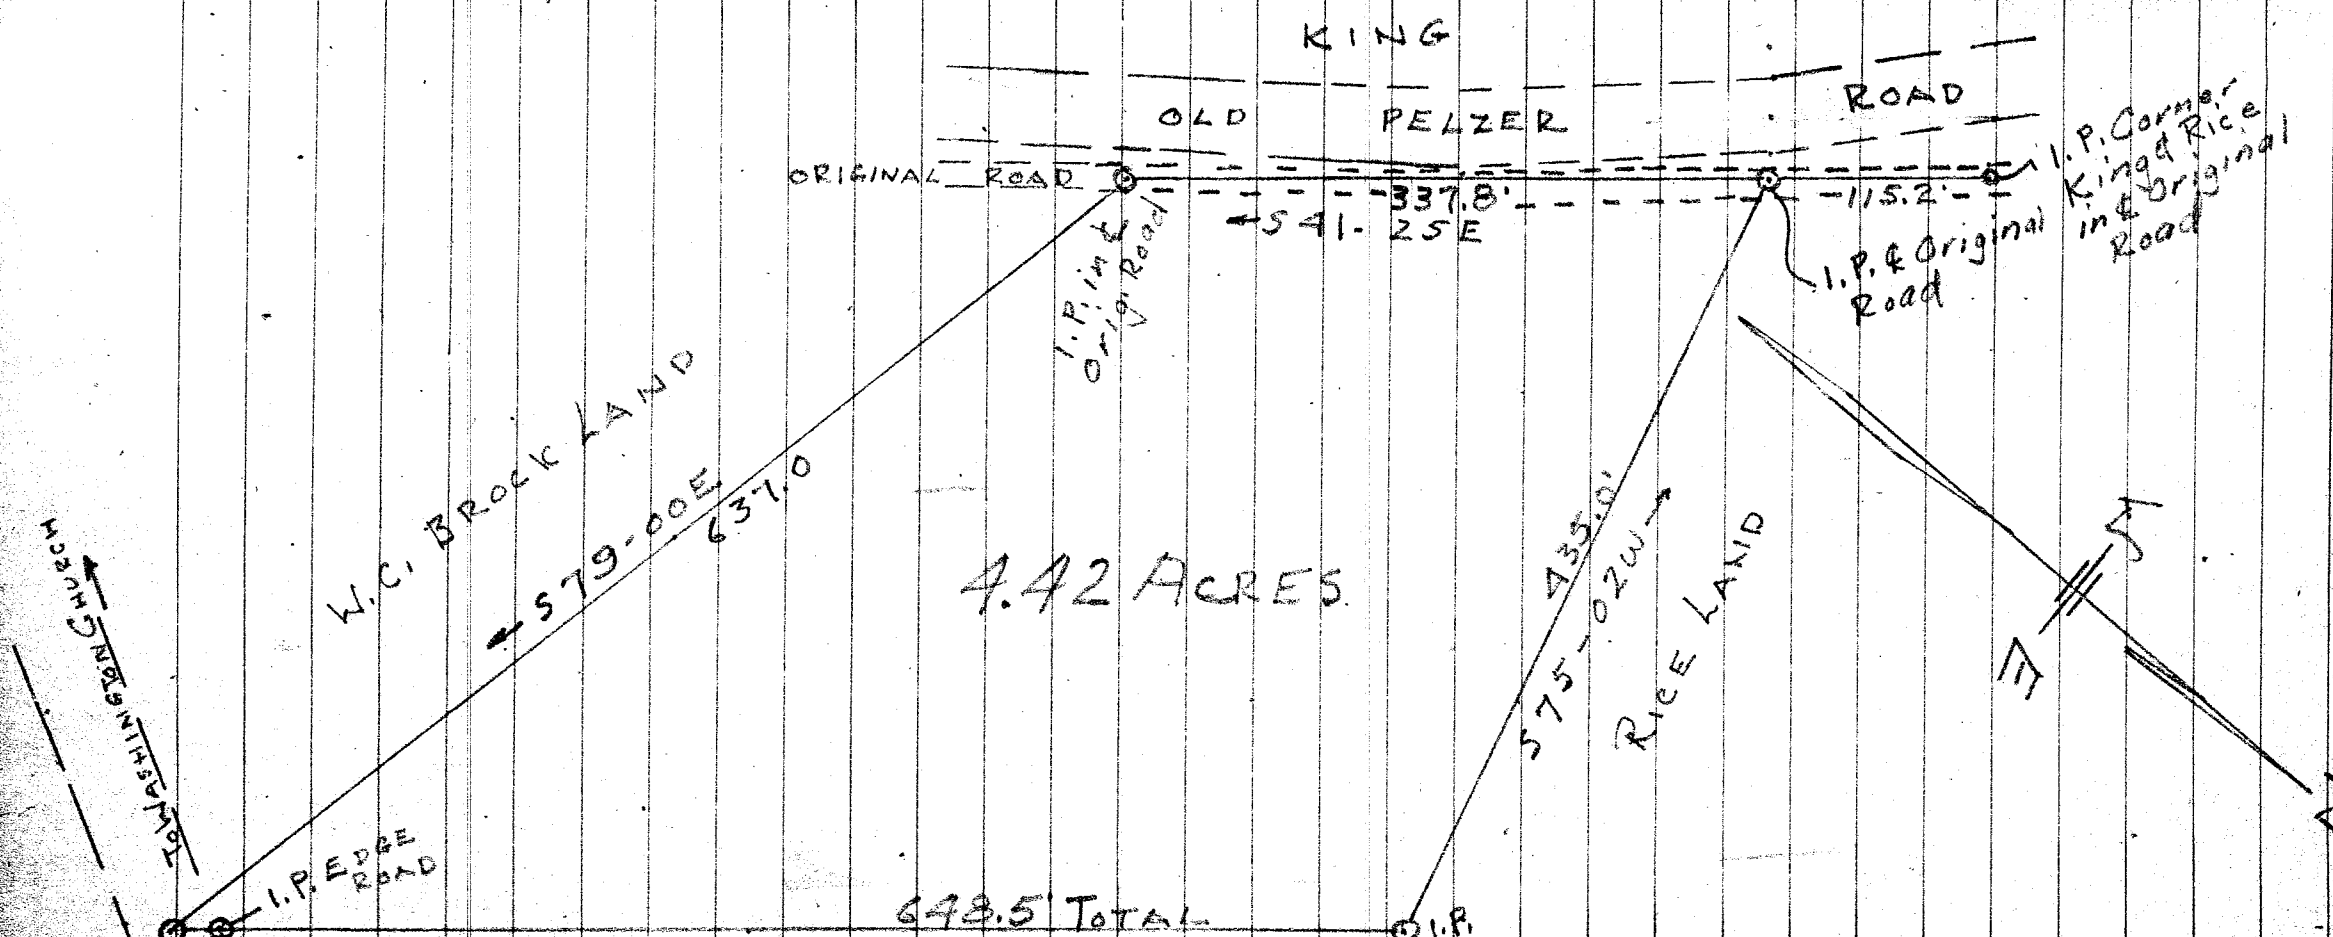 KING
OLD PELZER ROAD
ORIGINAL ROAD
337.8'
115.2'
S 41-25E
I.P. Corner
King & Rice
in ℄ Original
Road
I.P. ℄ Original
Road
I.P. in ℄
Orig. Road
W.C. BROCK LAND
S 79-00E
637.0
4.42 ACRES
435.0'
S 75-02W
RICE LAND
TO WASHINGTON CHURCH
I.P. EDGE
ROAD
648.5' TOTAL
I.P.